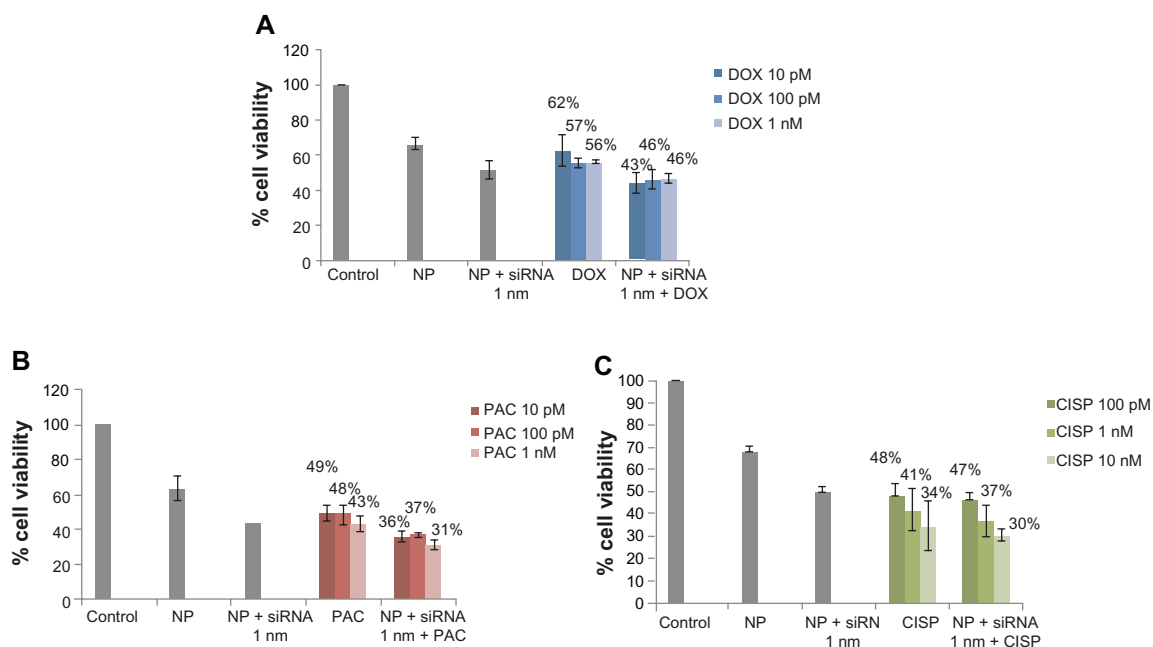 A
120
100
80
60
40
20
0
% cell viability
62%
57%
56%
43%
46%
46%
DOX 10 pM
DOX 100 pM
DOX 1 nM
Control
NP
NP + siRNA
1 nm
DOX
NP + siRNA
1 nm + DOX
B
120
100
80
60
40
20
0
% cell viability
49%
48%
43%
36%
37%
31%
PAC 10 pM
PAC 100 pM
PAC 1 nM
Control
NP
NP + siRNA
1 nm
PAC
NP + siRNA
1 nm + PAC
C
100
90
80
70
60
50
40
30
20
10
0
% cell viability
48%
41%
34%
47%
37%
30%
CISP 100 pM
CISP 1 nM
CISP 10 nM
Control
NP
NP + siRN
1 nm
CISP
NP + siRNA
1 nm + CISP